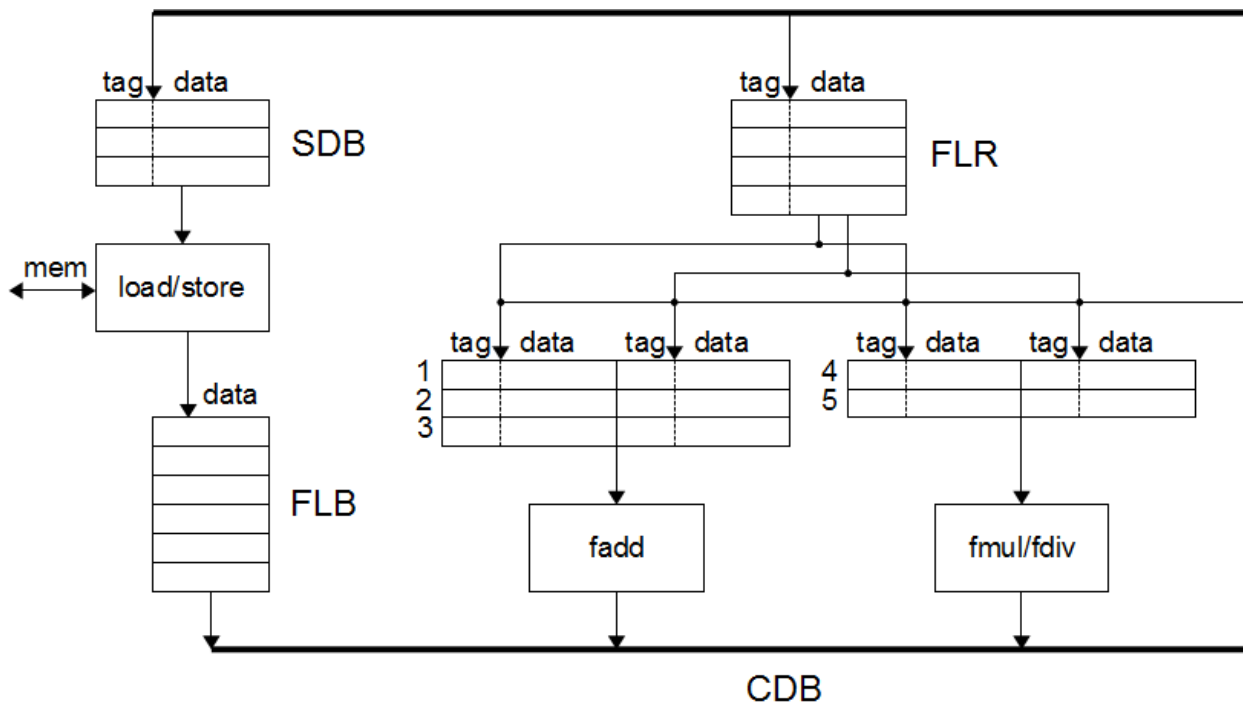 tag data
SDB
tag data
FLR
mem
load/store
tag data tag data
tag data tag data
1
2
3
4
5
data
FLB
fadd
fmul/fdiv
CDB